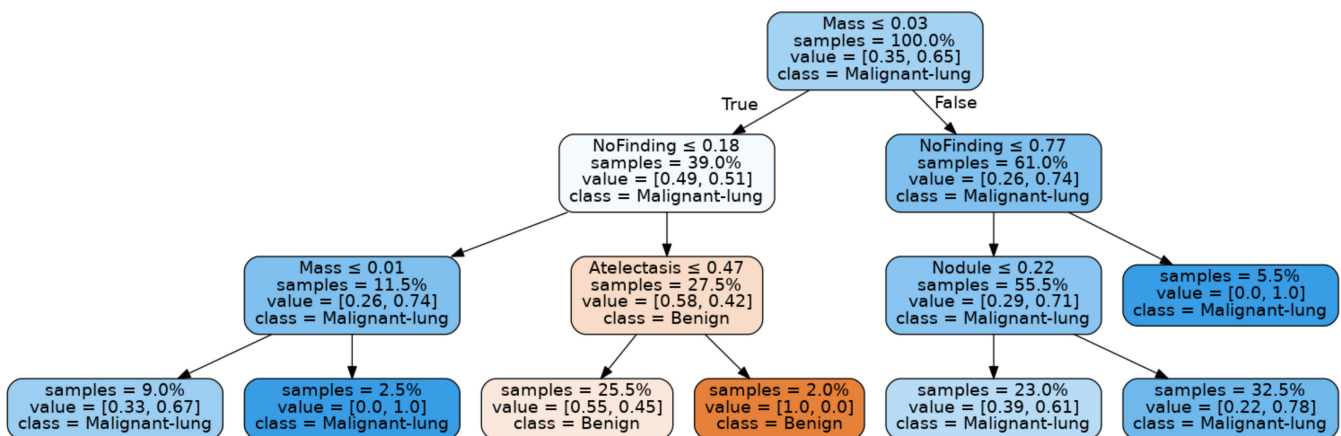 Mass ≤ 0.03
samples = 100.0%
value = [0.35, 0.65]
class = Malignant-lung
True
False
NoFinding ≤ 0.18
samples = 39.0%
value = [0.49, 0.51]
class = Malignant-lung
NoFinding ≤ 0.77
samples = 61.0%
value = [0.26, 0.74]
class = Malignant-lung
Mass ≤ 0.01
samples = 11.5%
value = [0.26, 0.74]
class = Malignant-lung
Atelectasis ≤ 0.47
samples = 27.5%
value = [0.58, 0.42]
class = Benign
Nodule ≤ 0.22
samples = 55.5%
value = [0.29, 0.71]
class = Malignant-lung
samples = 5.5%
value = [0.0, 1.0]
class = Malignant-lung
samples = 9.0%
value = [0.33, 0.67]
class = Malignant-lung
samples = 2.5%
value = [0.0, 1.0]
class = Malignant-lung
samples = 25.5%
value = [0.55, 0.45]
class = Benign
samples = 2.0%
value = [1.0, 0.0]
class = Benign
samples = 23.0%
value = [0.39, 0.61]
class = Malignant-lung
samples = 32.5%
value = [0.22, 0.78]
class = Malignant-lung